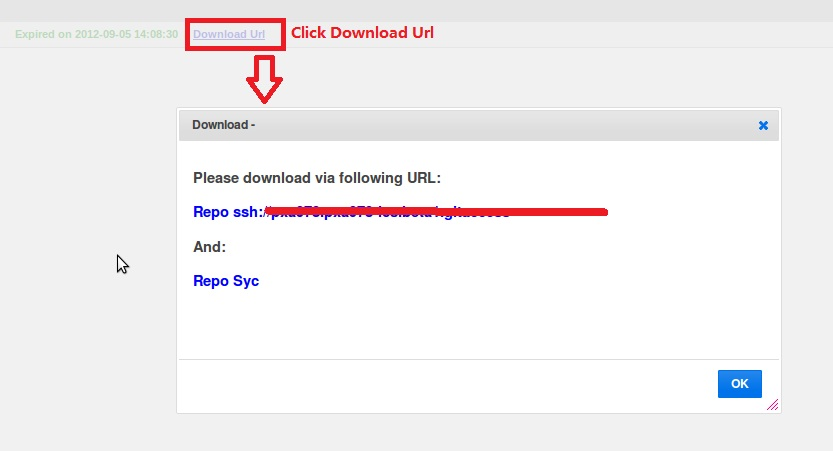 Expired on 2012-09-05 14:08:30 Download Url Click Download Url
Download -
Please download via following URL:
Repo ssh://
And:
Repo Syc
OK